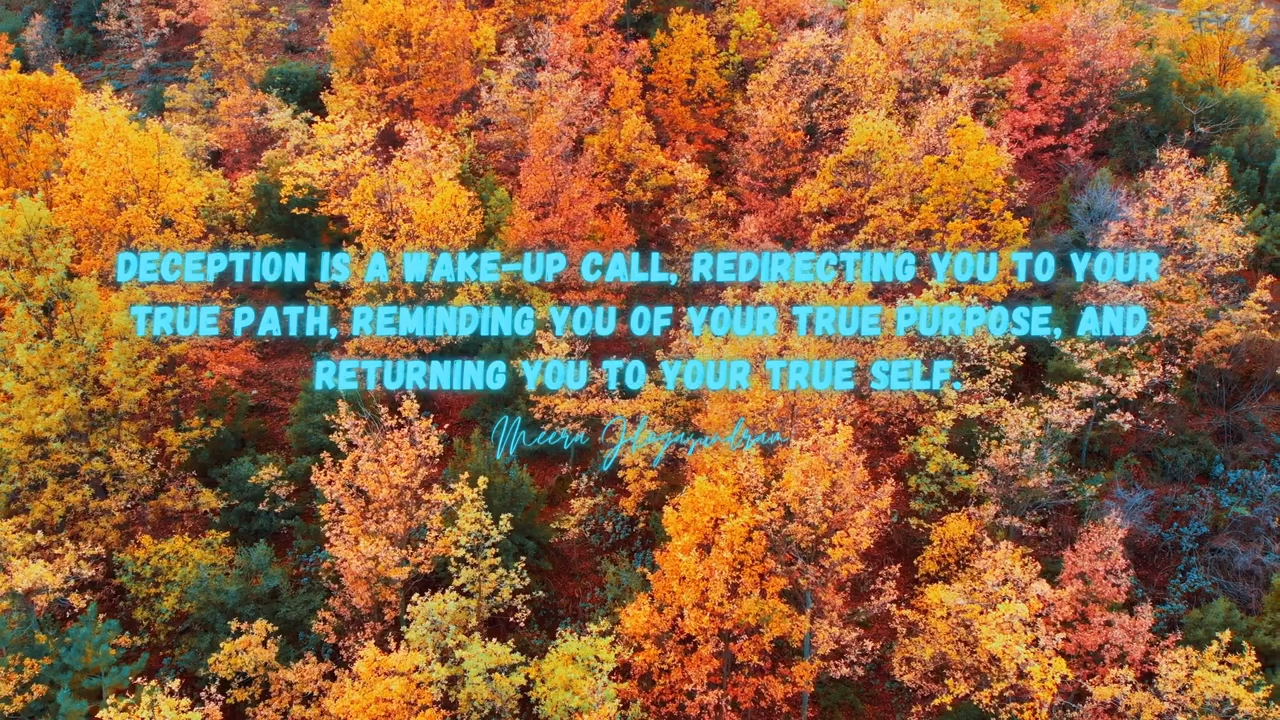 DECEPTION IS A WAKE-UP CALL, REDIRECTING YOU TO YOUR
TRUE PATH, REMINDING YOU OF YOUR TRUE PURPOSE, AND
RETURNING YOU TO YOUR TRUE SELF.
Meera